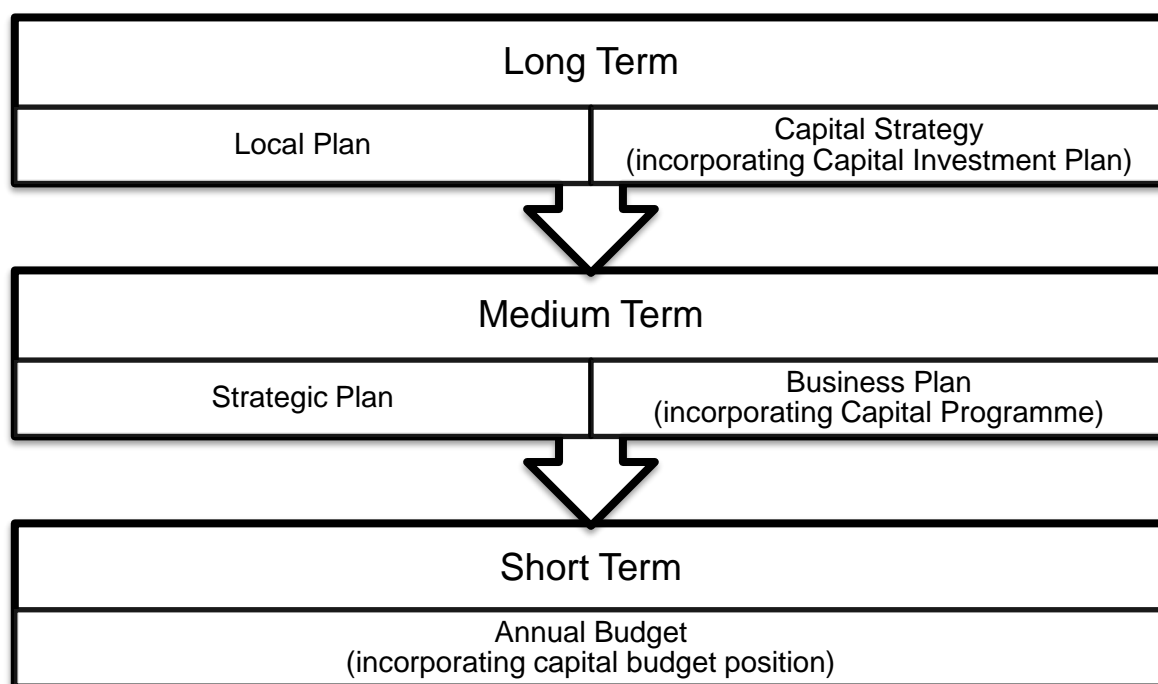 Long Term
Local Plan
Capital Strategy
(incorporating Capital Investment Plan)
Medium Term
Strategic Plan
Business Plan
(incorporating Capital Programme)
Short Term
Annual Budget
(incorporating capital budget position)